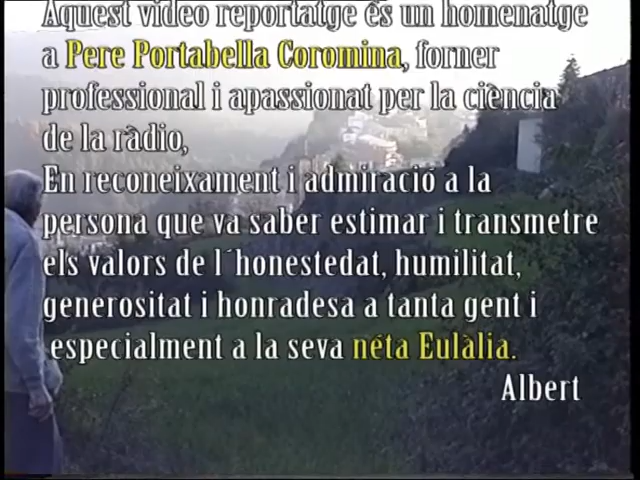 Aquest vídeo reportatge és un homenatge
a Pere Portabella Coromina, forner
professional i apassionat per la ciència
de la ràdio,
En reconeixament i admiració a la
persona que va saber estimar i transmetre
els valors de l´honestedat, humilitat,
generositat i honradesa a tanta gent i
especialment a la seva néta Eulàlia.
Albert